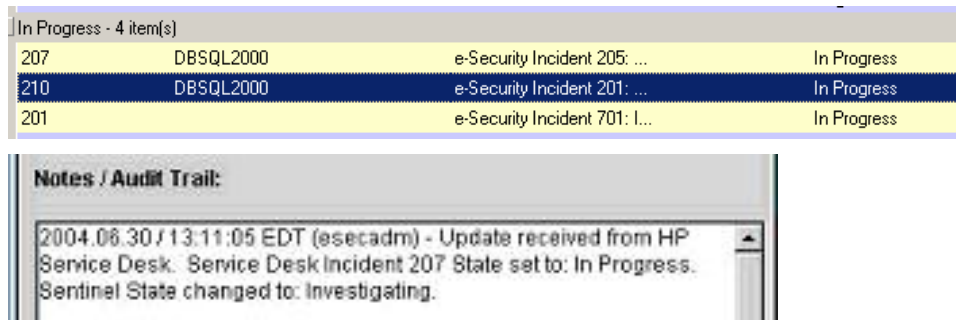 In Progress - 4 item(s)
207 DBSQL2000 e-Security Incident 205: ... In Progress
210 DBSQL2000 e-Security Incident 201: ... In Progress
201 e-Security Incident 701: I... In Progress
Notes / Audit Trail:
2004.06.30 / 13:11:05 EDT (esecadm) - Update received from HP
Service Desk. Service Desk Incident 207 State set to: In Progress.
Sentinel State changed to: Investigating.